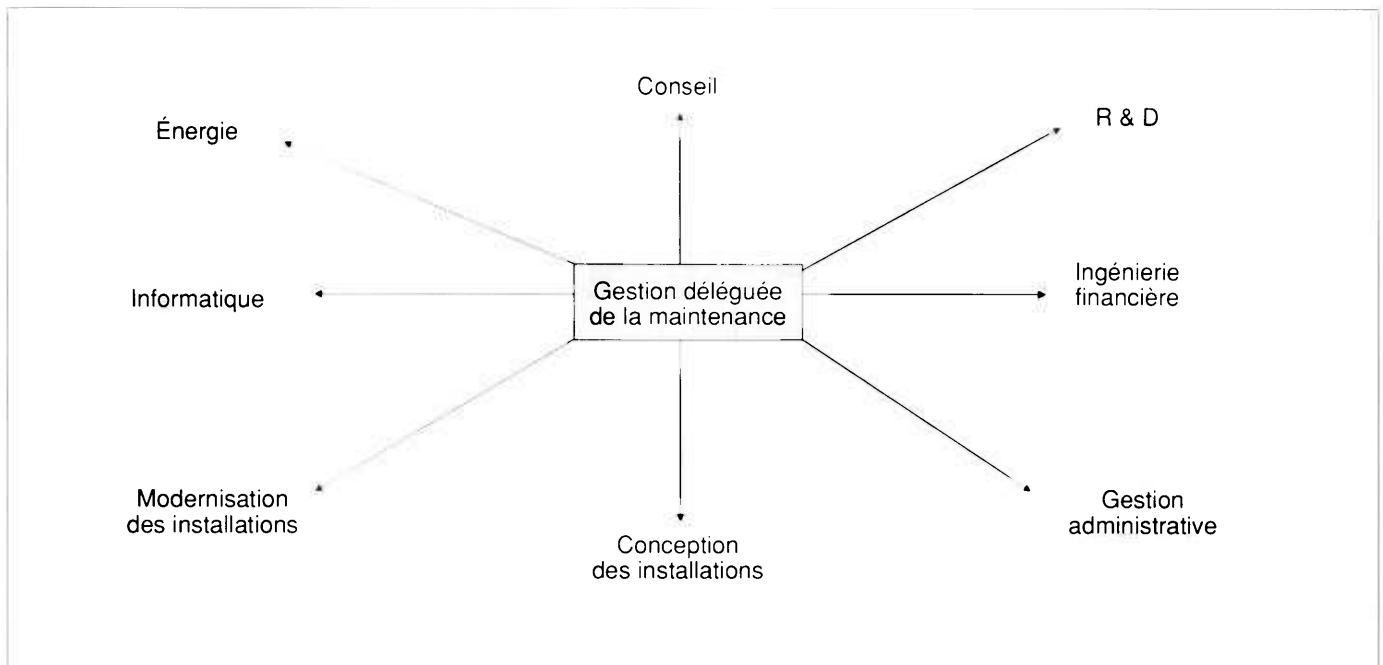 Conseil
Énergie
R & D
Gestion déléguée
de la maintenance
Informatique
Ingénierie
financière
Modernisation
des installations
Conception
des installations
Gestion
administrative